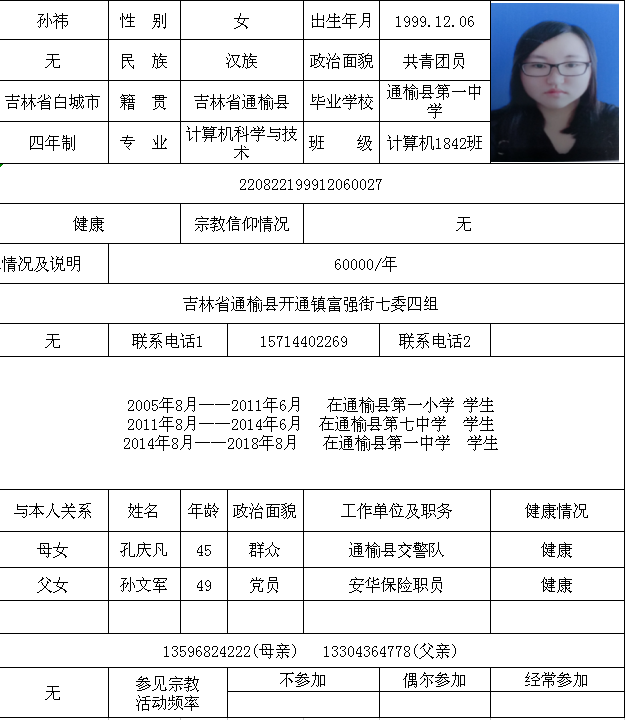 孙祎 性 别 女 出生年月 1999.12.06
无 民 族 汉族 政治面貌 共青团员
吉林省白城市 籍 贯 吉林省通榆县 毕业学校 通榆县第一中学
四年制 专 业 计算机科学与技术 班 级 计算机1842班
220822199912060027
健康 宗教信仰情况 无
情况及说明 60000/年
吉林省通榆县开通镇富强街七委四组
无 联系电话1 15714402269 联系电话2
2005年8月——2011年6月 在通榆县第一小学 学生
2011年8月——2014年6月 在通榆县第七中学 学生
2014年8月——2018年8月 在通榆县第一中学 学生
与本人关系 姓名 年龄 政治面貌 工作单位及职务 健康情况
母女 孔庆凡 45 群众 通榆县交警队 健康
父女 孙文军 49 党员 安华保险职员 健康
13596824222(母亲) 13304364778(父亲)
无 参见宗教活动频率 不参加 偶尔参加 经常参加